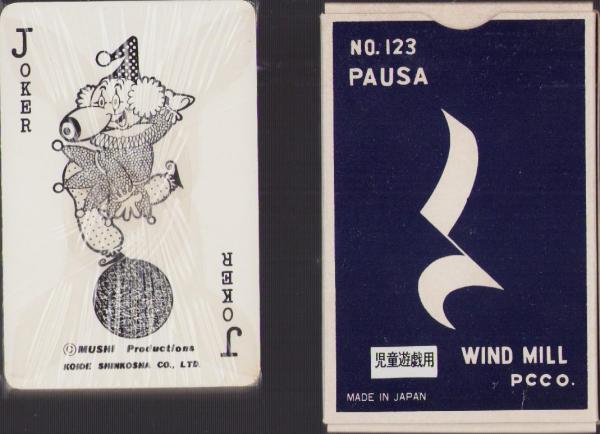 JOKER
JOKER
©MUSHI Productions
KOIDE SHINKOSHA CO., LTD.
NO. 123
PAUSA
児童遊戯用
WIND MILL
PCCO.
MADE IN JAPAN